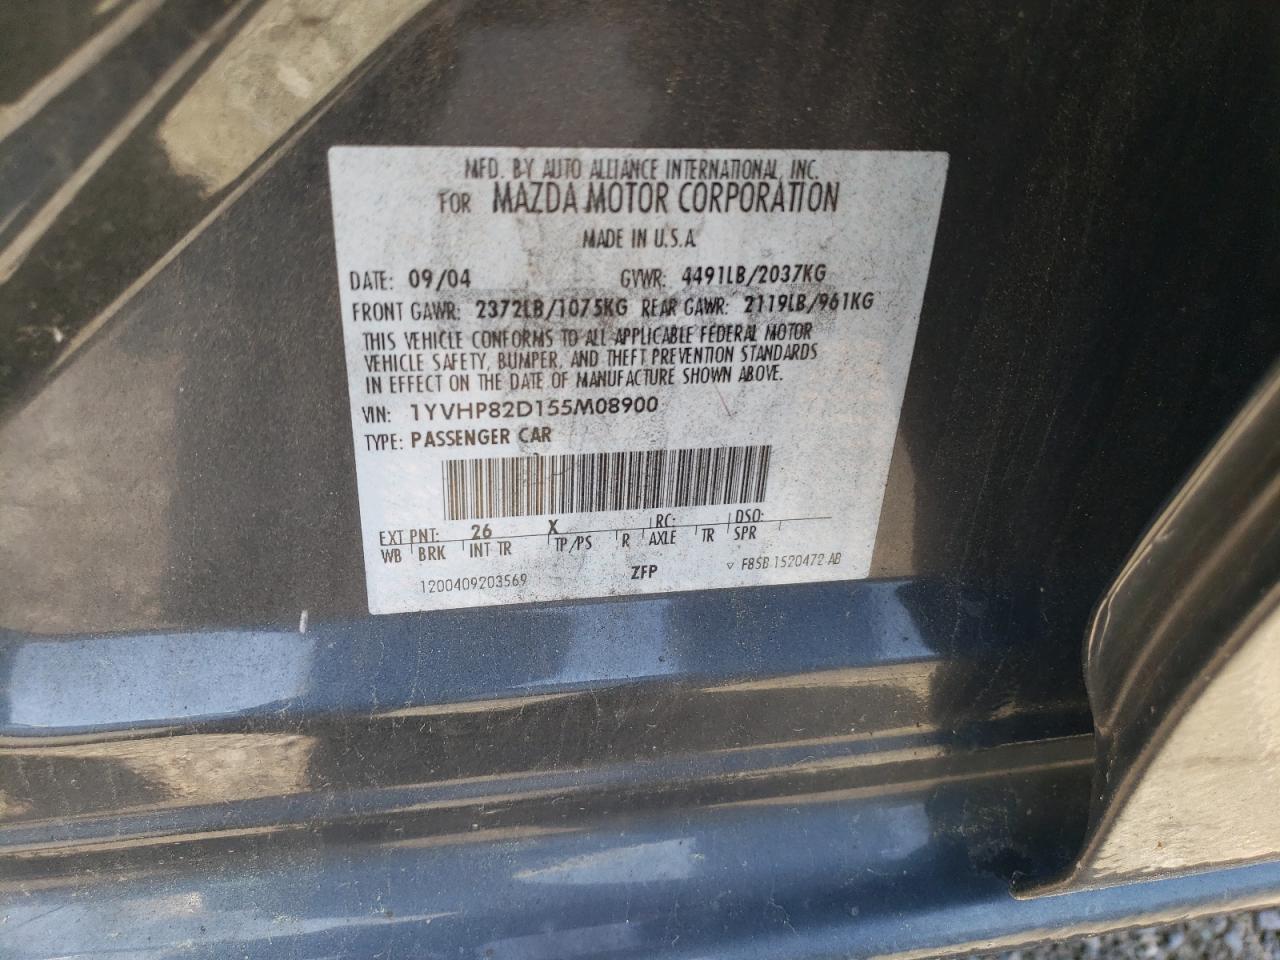 MFD. BY AUTO ALLIANCE INTERNATIONAL, INC.
FOR MAZDA MOTOR CORPORATION
MADE IN U.S.A.
DATE: 09/04 GVWR: 4491LB/2037KG
FRONT GAWR: 2372LB/1075KG REAR GAWR: 2119LB/961KG
THIS VEHICLE CONFORMS TO ALL APPLICABLE FEDERAL MOTOR
VEHICLE SAFETY, BUMPER, AND THEFT PREVENTION STANDARDS
IN EFFECT ON THE DATE OF MANUFACTURE SHOWN ABOVE.
VIN: 1YVHP82D155M08900
TYPE: PASSENGER CAR
EXT PNT: 26 X RC: DSO:
WB BRK INT TR TP/PS R AXLE TR SPR
1200409203569 ZFP F85B 1520472 AB